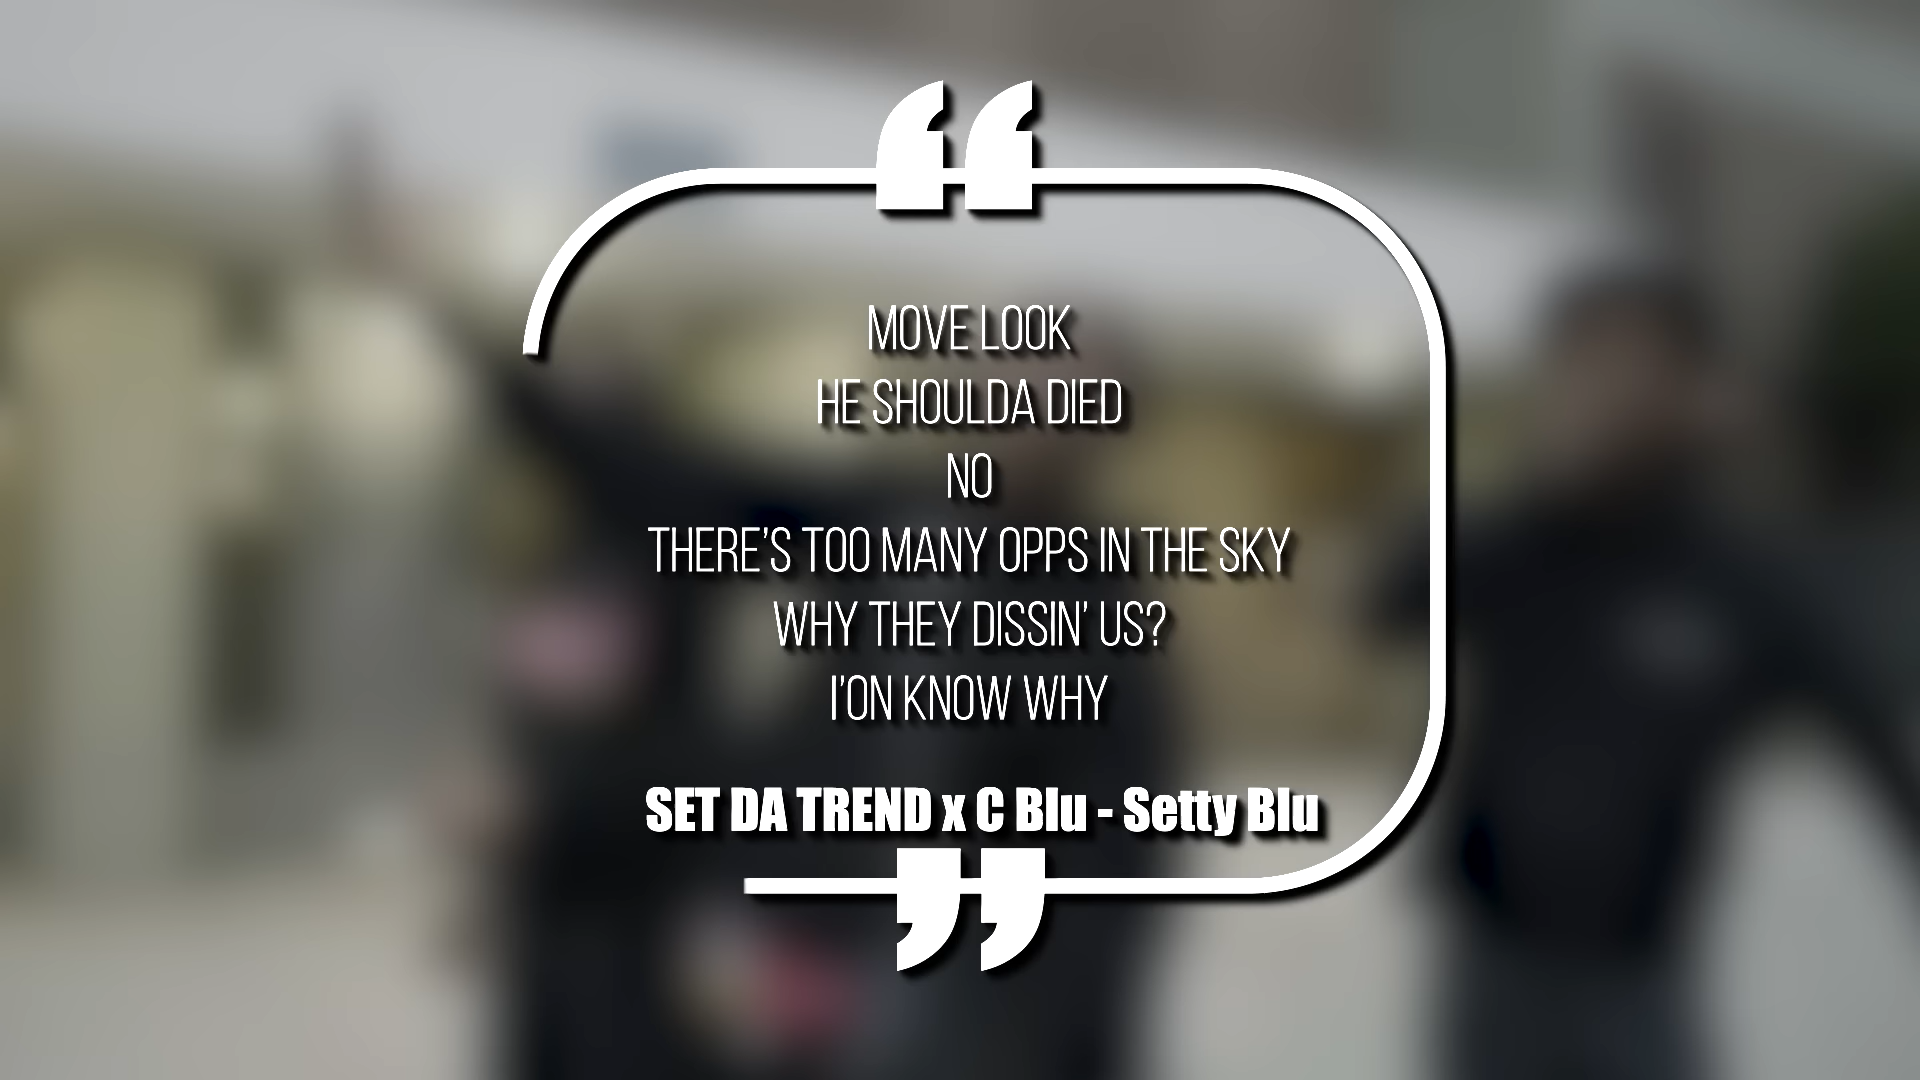 MOVE LOOK
HE SHOULDA DIED
NO
THERE'S TOO MANY OPPS IN THE SKY
WHY THEY DISSIN' US?
I'ON KNOW WHY
SET DA TREND x C Blu - Setty Blu